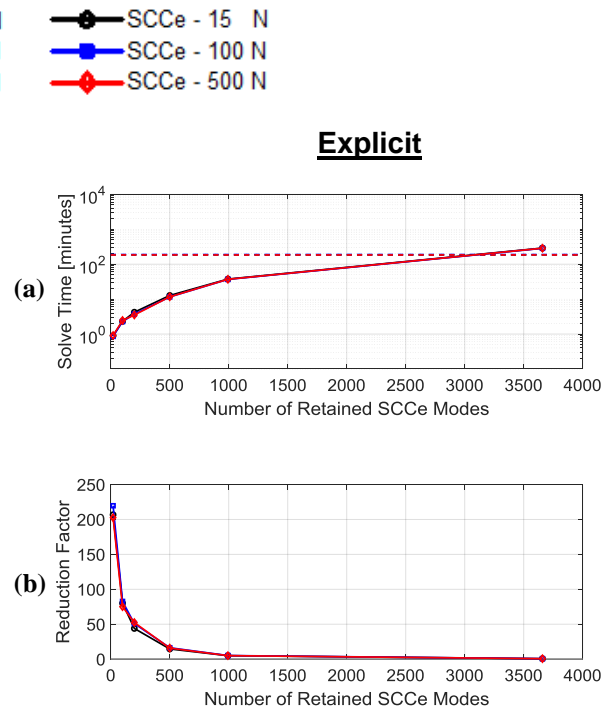 SCCe - 15 N
SCCe - 100 N
SCCe - 500 N
Explicit
(a)
Solve Time [minutes]
10^4
10^2
10^0
0 500 1000 1500 2000 2500 3000 3500 4000
Number of Retained SCCe Modes
(b)
Reduction Factor
250
200
150
100
50
0
0 500 1000 1500 2000 2500 3000 3500 4000
Number of Retained SCCe Modes